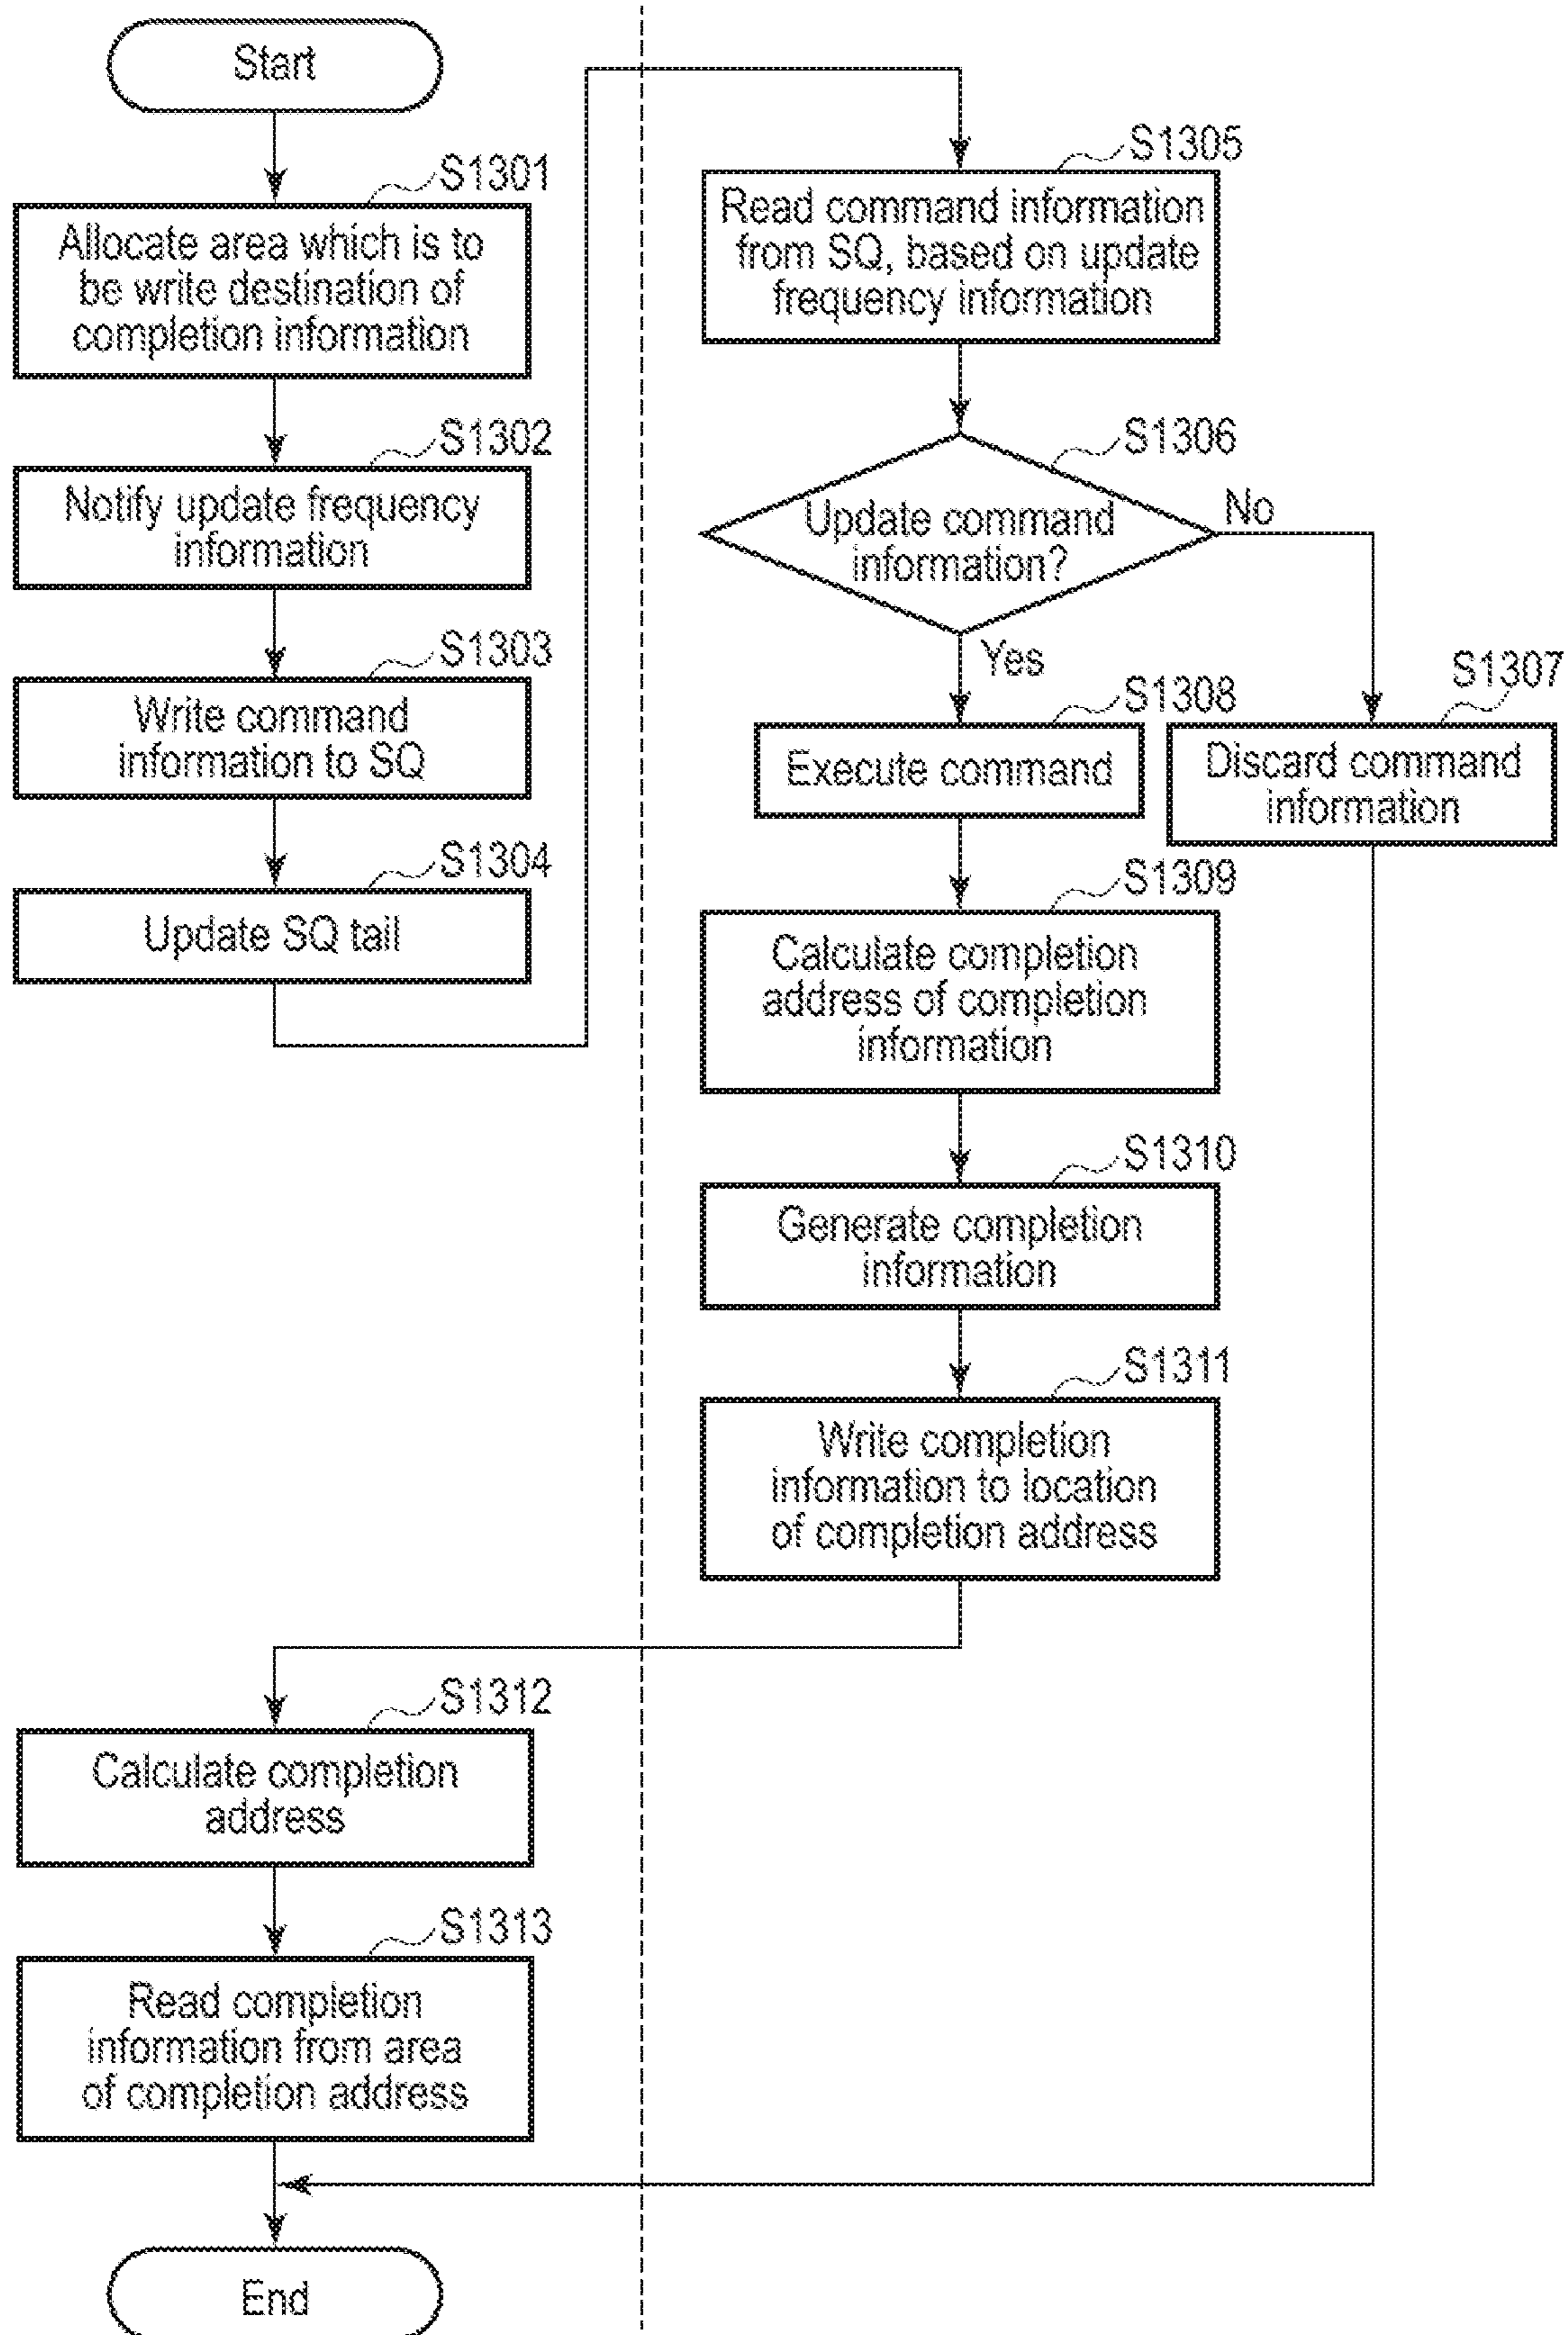 Start
S1301
Allocate area which is to
be write destination of
completion information
S1302
Notify update frequency
information
S1303
Write command
information to SQ
S1304
Update SQ tail
S1305
Read command information
from SQ, based on update
frequency information
S1306
Update command
information?
No
Yes
S1307
Discard command
information
S1308
Execute command
S1309
Calculate completion
address of completion
information
S1310
Generate completion
information
S1311
Write completion
information to location
of completion address
S1312
Calculate completion
address
S1313
Read completion
information from area
of completion address
End